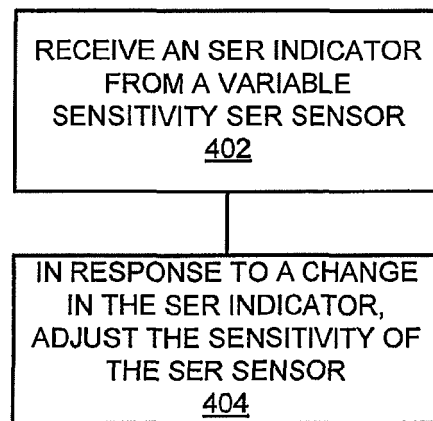 RECEIVE AN SER INDICATOR
FROM A VARIABLE
SENSITIVITY SER SENSOR
402
IN RESPONSE TO A CHANGE
IN THE SER INDICATOR,
ADJUST THE SENSITIVITY OF
THE SER SENSOR
404